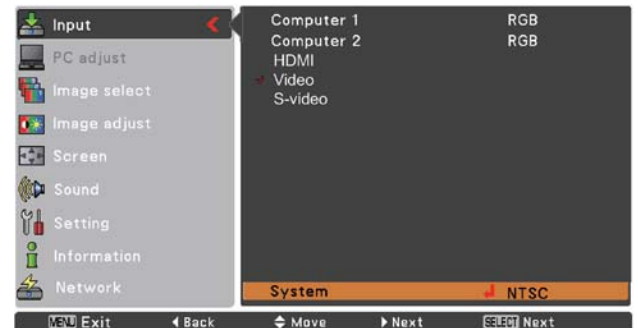 Input
PC adjust
Image select
Image adjust
Screen
Sound
Setting
Information
Network
Computer 1 RGB
Computer 2 RGB
HDMI
Video
S-video
System NTSC
MENU Exit Back Move Next SELECT Next